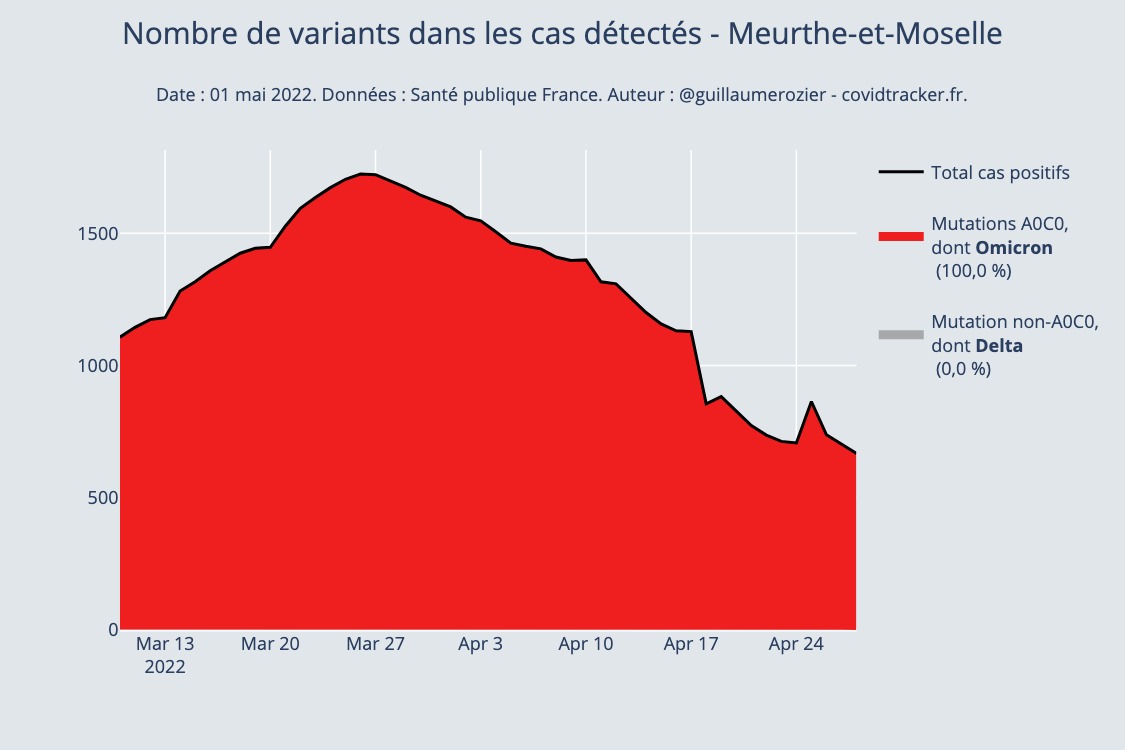 Nombre de variants dans les cas détectés - Meurthe-et-Moselle
Date : 01 mai 2022. Données : Santé publique France. Auteur : @guillaumerozier - covidtracker.fr.
Total cas positifs
Mutations A0C0,
dont Omicron
(100,0 %)
Mutation non-A0C0,
dont Delta
(0,0 %)
1500
1000
500
0
Mar 13
2022
Mar 20
Mar 27
Apr 3
Apr 10
Apr 17
Apr 24